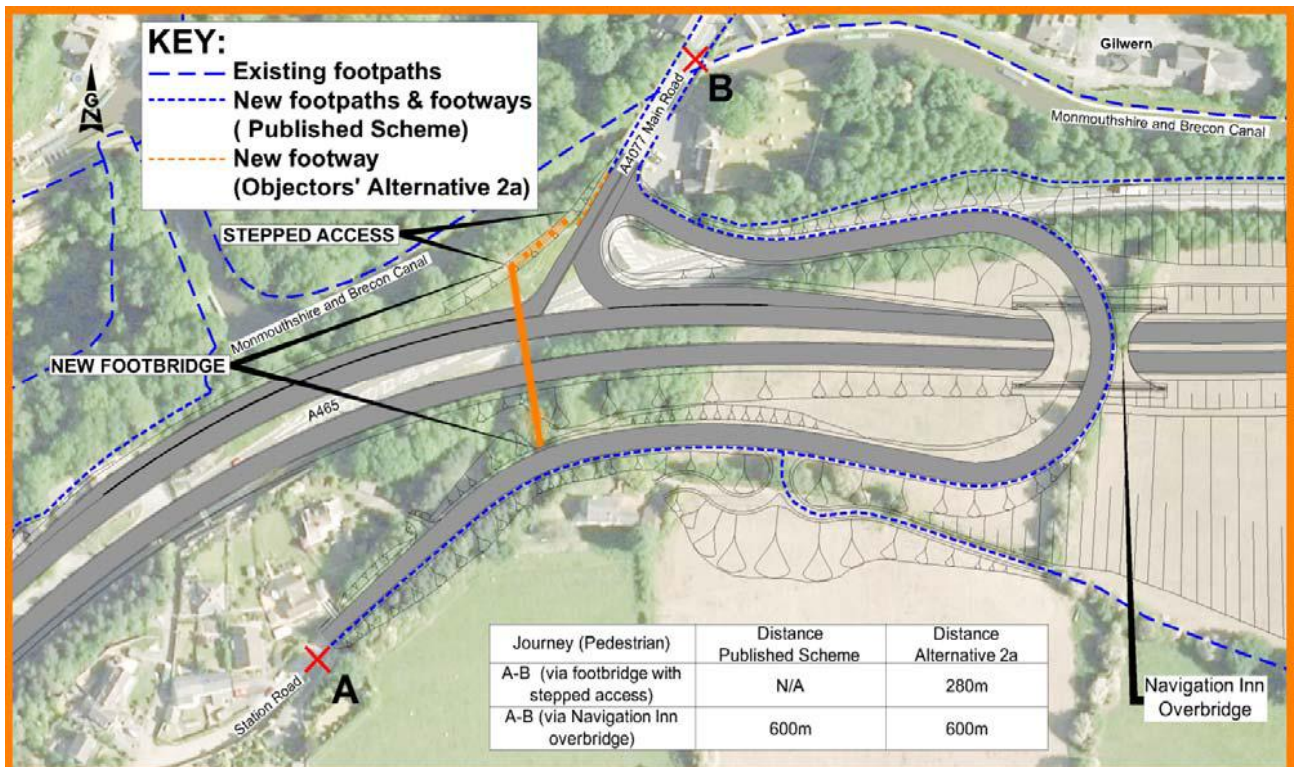 KEY:
Existing footpaths
New footpaths & footways
( Published Scheme)
New footway
(Objectors' Alternative 2a)
GN
A4077 Main Road
B
Gilwern
Monmouthshire and Brecon Canal
STEPPED ACCESS
Monmouthshire and Brecon Canal
NEW FOOTBRIDGE
A465
A
Station Road
Journey (Pedestrian)
Distance
Published Scheme
Distance
Alternative 2a
A-B (via footbridge with
stepped access)
N/A
280m
A-B (via Navigation Inn
overbridge)
600m
600m
Navigation Inn
Overbridge